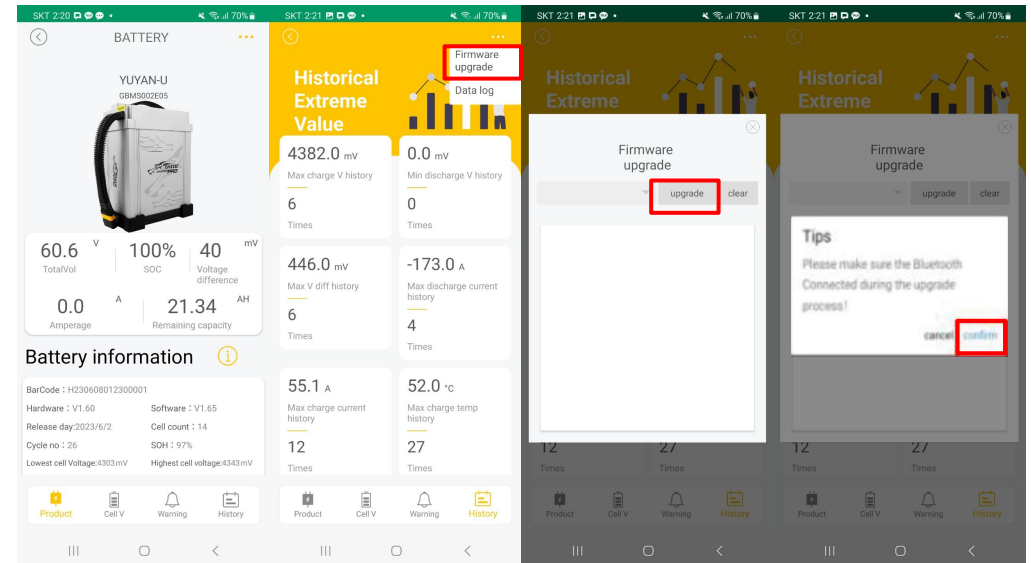 SKT 2:20
70%
BATTERY
YUYAN-U
GBMS002E05
60.6 V
TotalVol
100%
SOC
40 mV
Voltage
difference
0.0 A
Amperage
21.34 AH
Remaining capacity
Battery information
BarCode：H230608012300001
Hardware：V1.60
Software：V1.65
Release day:2023/6/2
Cell count：14
Cycle no：26
SOH：97%
Lowest cell Voltage:4303mV
Highest cell voltage:4343mV
Product
Cell V
Warning
History
SKT 2:21
70%
Firmware
upgrade
Data log
Historical
Extreme
Value
4382.0 mV
Max charge V history
6
Times
0.0 mV
Min discharge V history
0
Times
446.0 mV
Max V diff history
6
Times
-173.0 A
Max discharge current
history
4
Times
55.1 A
Max charge current
history
12
Times
52.0 °C
Max charge temp
history
27
Times
Product
Cell V
Warning
History
SKT 2:21
70%
Historical
Extreme
Firmware
upgrade
upgrade
clear
12
Times
27
Times
Product
Cell V
Warning
History
SKT 2:21
70%
Historical
Extreme
Firmware
upgrade
upgrade
clear
Tips
Please make sure the Bluetooth
Connected during the upgrade
process!
cancel
confirm
12
Times
27
Times
Product
Cell V
Warning
History